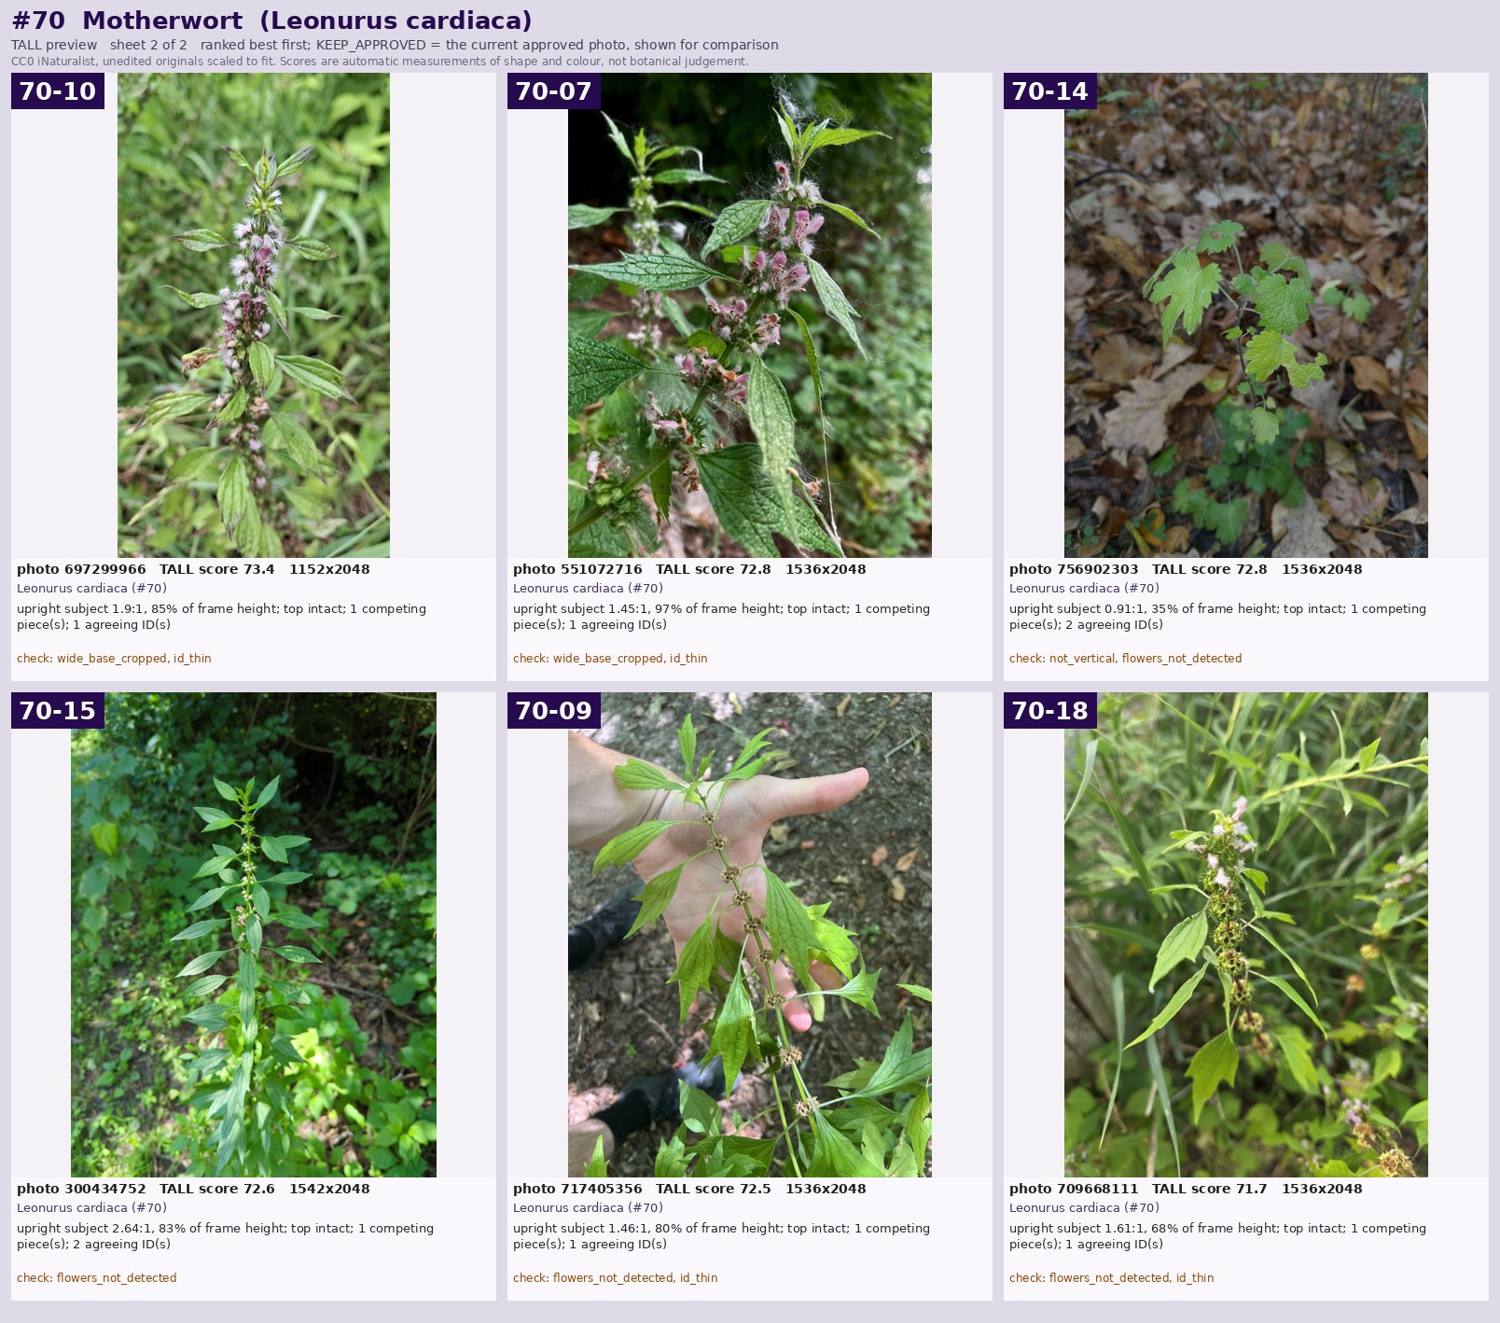 #70  Motherwort  (Leonurus cardiaca)
TALL preview   sheet 2 of 2   ranked best first; KEEP_APPROVED = the current approved photo, shown for comparison
CC0 iNaturalist, unedited originals scaled to fit. Scores are automatic measurements of shape and colour, not botanical judgement.
70-10
photo 697299966   TALL score 73.4   1152x2048
Leonurus cardiaca (#70)
upright subject 1.9:1, 85% of frame height; top intact; 1 competing
piece(s); 1 agreeing ID(s)
check: wide_base_cropped, id_thin
70-07
photo 551072716   TALL score 72.8   1536x2048
Leonurus cardiaca (#70)
upright subject 1.45:1, 97% of frame height; top intact; 1 competing
piece(s); 1 agreeing ID(s)
check: wide_base_cropped, id_thin
70-14
photo 756902303   TALL score 72.8   1536x2048
Leonurus cardiaca (#70)
upright subject 0.91:1, 35% of frame height; top intact; 1 competing
piece(s); 2 agreeing ID(s)
check: not_vertical, flowers_not_detected
70-15
photo 300434752   TALL score 72.6   1542x2048
Leonurus cardiaca (#70)
upright subject 2.64:1, 83% of frame height; top intact; 1 competing
piece(s); 2 agreeing ID(s)
check: flowers_not_detected
70-09
photo 717405356   TALL score 72.5   1536x2048
Leonurus cardiaca (#70)
upright subject 1.46:1, 80% of frame height; top intact; 1 competing
piece(s); 1 agreeing ID(s)
check: flowers_not_detected, id_thin
70-18
photo 709668111   TALL score 71.7   1536x2048
Leonurus cardiaca (#70)
upright subject 1.61:1, 68% of frame height; top intact; 1 competing
piece(s); 1 agreeing ID(s)
check: flowers_not_detected, id_thin